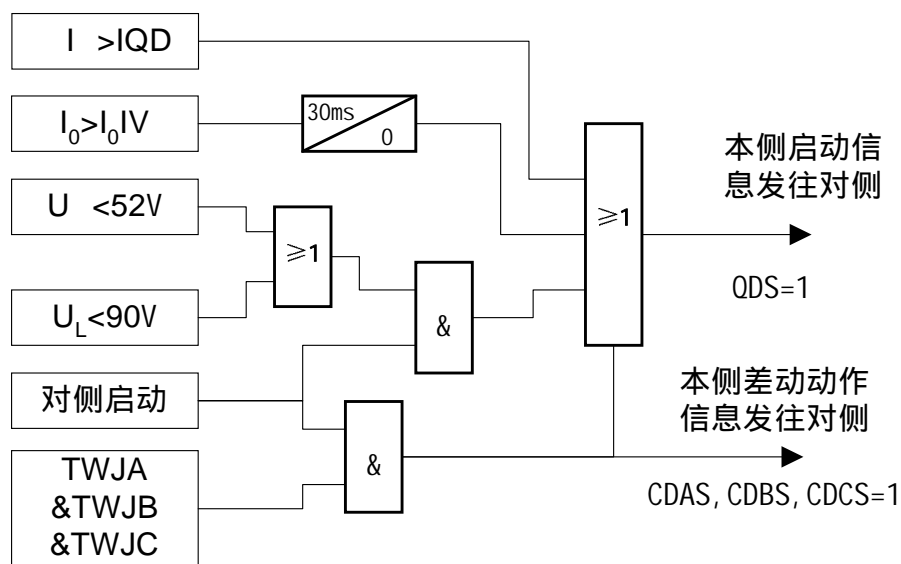 I >IQD
I₀>I₀IV
30ms
0
U <52V
≥1
U_L<90V
&
≥1
本侧启动信
息发往对侧
QDS=1
对侧启动
&
本侧差动动作
信息发往对侧
CDAS, CDBS, CDCS=1
TWJA
&TWJB
&TWJC